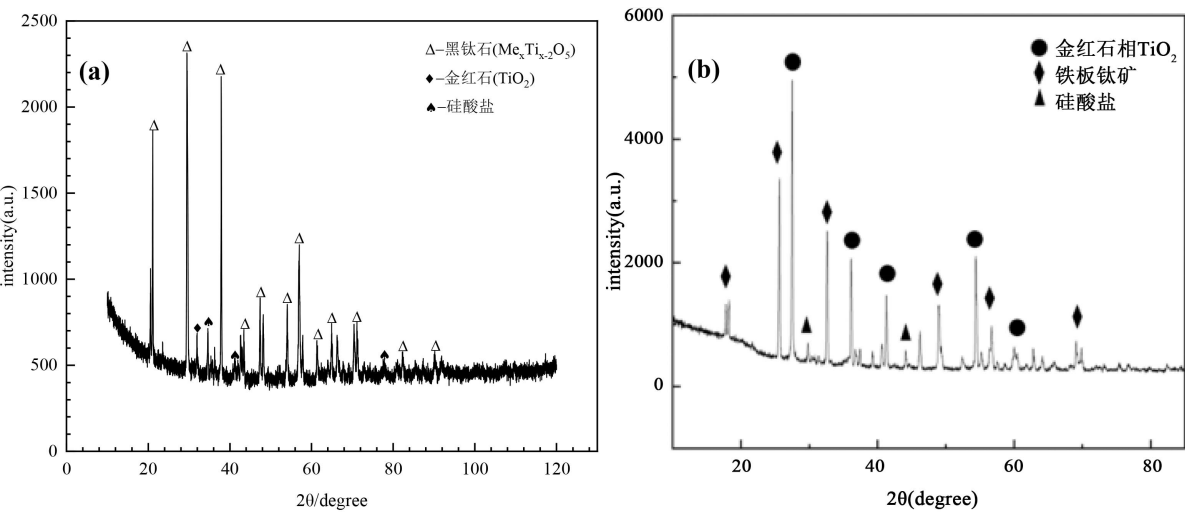 (a)
Δ–黑钛石(MexTix-2O5)
♦–金红石(TiO2)
♠–硅酸盐
2500
2000
1500
1000
500
0
intensity(a.u.)
0 20 40 60 80 100 120
2θ/degree
(b)
金红石相TiO2
铁板钛矿
硅酸盐
6000
4000
2000
0
intensity(a.u.)
20 40 60 80
2θ(degree)